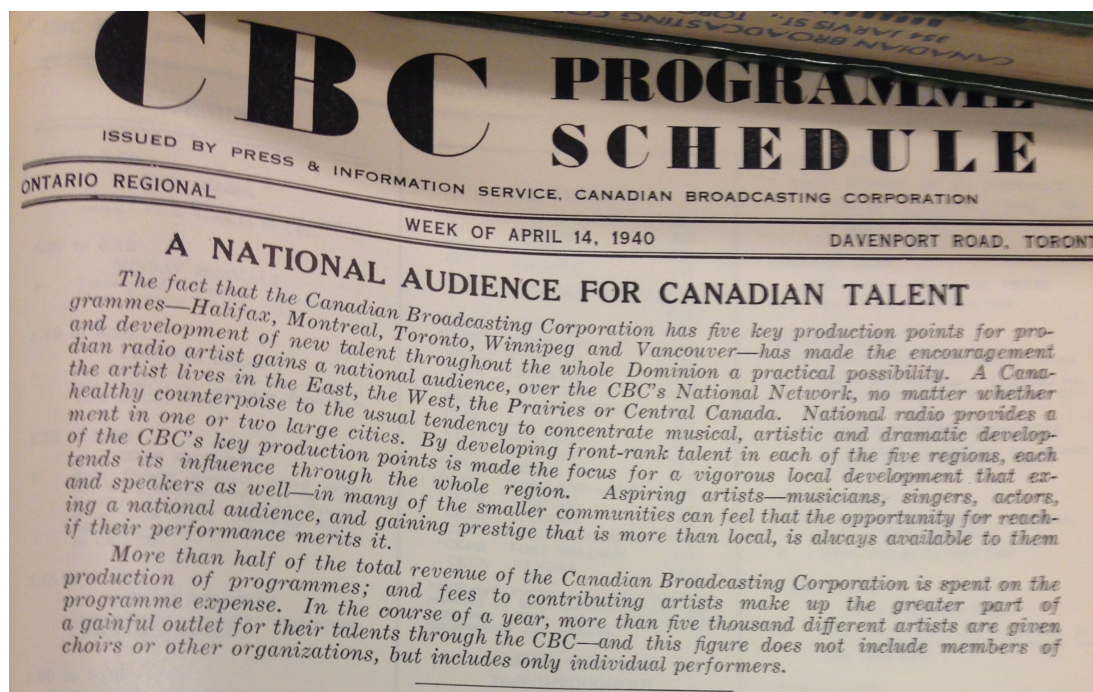 CANADIAN BROADCASTING CO
354 JARVIS ST., TORO
CBC PROGRAMME
SCHEDULE
ISSUED BY PRESS & INFORMATION SERVICE, CANADIAN BROADCASTING CORPORATION
ONTARIO REGIONAL
WEEK OF APRIL 14, 1940
DAVENPORT ROAD, TORONT
A NATIONAL AUDIENCE FOR CANADIAN TALENT
The fact that the Canadian Broadcasting Corporation has five key production points for pro-
grammes—Halifax, Montreal, Toronto, Winnipeg and Vancouver—has made the encouragement
and development of new talent throughout the whole Dominion a practical possibility. A Cana-
dian radio artist gains a national audience, over the CBC's National Network, no matter whether
the artist lives in the East, the West, the Prairies or Central Canada. National radio provides a
healthy counterpoise to the usual tendency to concentrate musical, artistic and dramatic develop-
ment in one or two large cities. By developing front-rank talent in each of the five regions, each
of the CBC's key production points is made the focus for a vigorous local development that ex-
tends its influence through the whole region. Aspiring artists—musicians, singers, actors,
and speakers as well—in many of the smaller communities can feel that the opportunity for reach-
ing a national audience, and gaining prestige that is more than local, is always available to them
if their performance merits it.
More than half of the total revenue of the Canadian Broadcasting Corporation is spent on the
production of programmes; and fees to contributing artists make up the greater part of
programme expense. In the course of a year, more than five thousand different artists are given
a gainful outlet for their talents through the CBC—and this figure does not include members of
choirs or other organizations, but includes only individual performers.